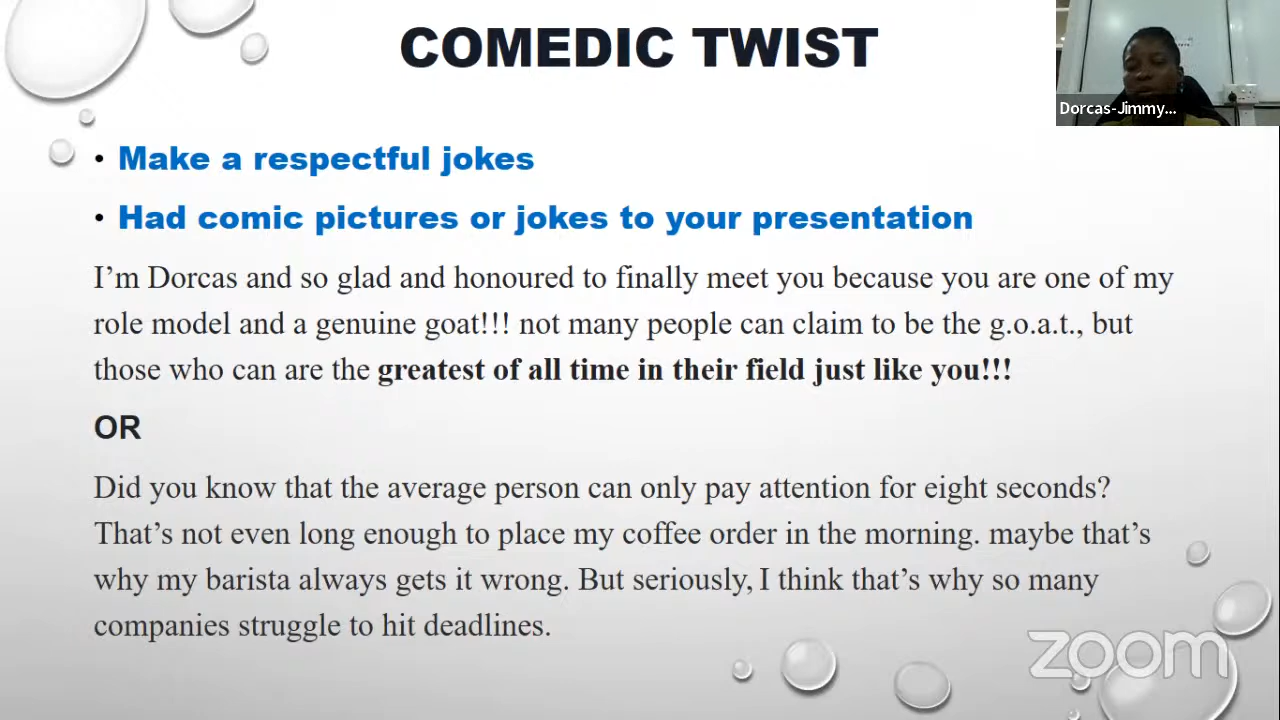 COMEDIC TWIST
Dorcas-Jimmy...
• Make a respectful jokes
• Had comic pictures or jokes to your presentation
I’m Dorcas and so glad and honoured to finally meet you because you are one of my
role model and a genuine goat!!! not many people can claim to be the g.o.a.t., but
those who can are the greatest of all time in their field just like you!!!
OR
Did you know that the average person can only pay attention for eight seconds?
That’s not even long enough to place my coffee order in the morning. maybe that’s
why my barista always gets it wrong. But seriously, I think that’s why so many
companies struggle to hit deadlines.
zoom